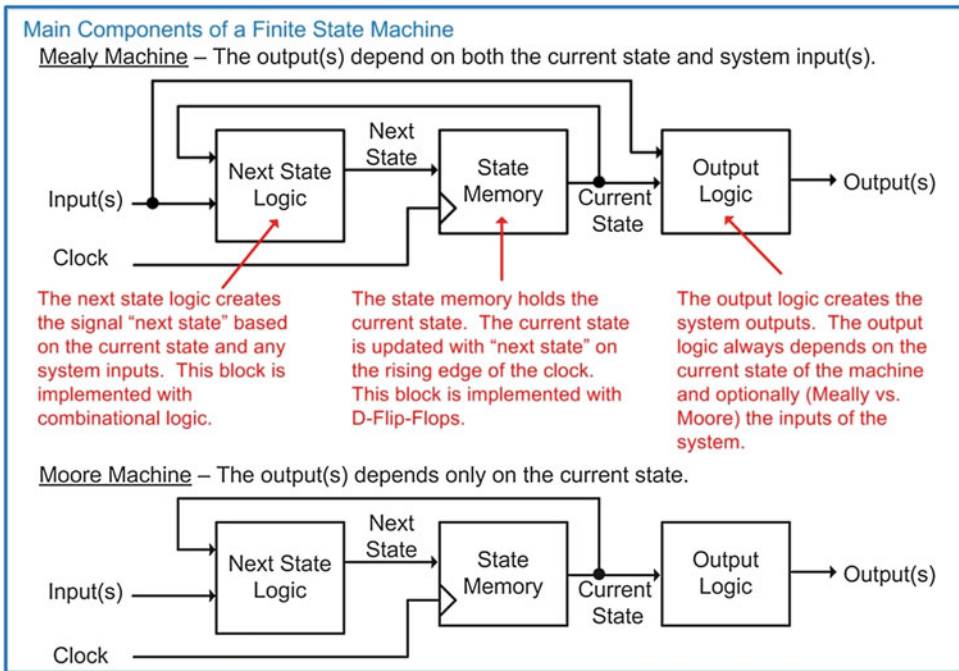 Main Components of a Finite State Machine
Mealy Machine – The output(s) depend on both the current state and system input(s).
Next
State
Next State
Logic
State
Memory
Output
Logic
Input(s)
Current
State
Output(s)
Clock
The next state logic creates
the signal “next state” based
on the current state and any
system inputs.  This block is
implemented with
combinational logic.
The state memory holds the
current state.  The current state
is updated with “next state” on
the rising edge of the clock.
This block is implemented with
D-Flip-Flops.
The output logic creates the
system outputs.  The output
logic always depends on the
current state of the machine
and optionally (Meally vs.
Moore) the inputs of the
system.
Moore Machine – The output(s) depends only on the current state.
Next
State
Next State
Logic
State
Memory
Output
Logic
Input(s)
Current
State
Output(s)
Clock